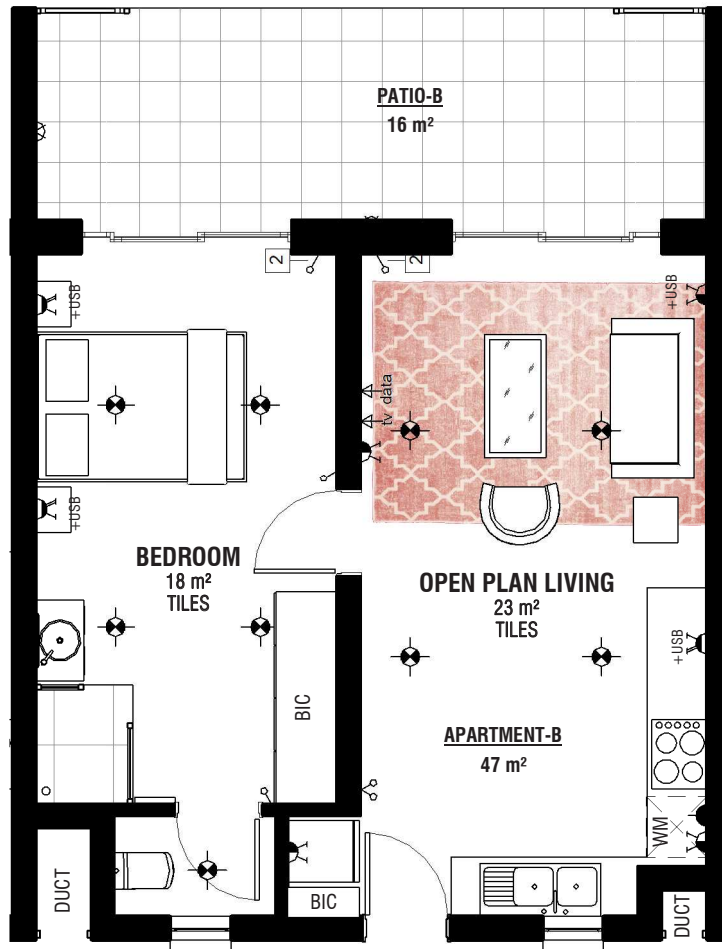 PATIO-B
16 m²
2
2
+USB
+USB
tv data
+USB
BEDROOM
18 m²
TILES
OPEN PLAN LIVING
23 m²
TILES
+USB
BIC
APARTMENT-B
47 m²
WM
DUCT
BIC
DUCT